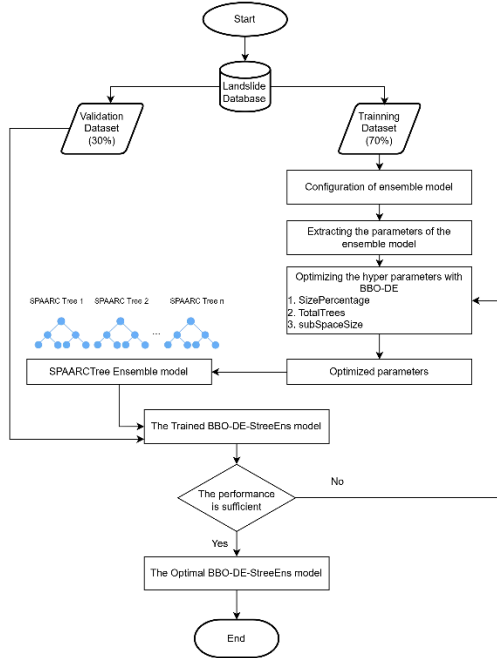 Start
Landslide
Database
Validation
Dataset
(30%)
Trainning
Dataset
(70%)
Configuration of ensemble model
Extracting the parameters of the
ensemble model
Optimizing the hyper parameters with
BBO-DE
1. SizePercentage
2. TotalTrees
3. subSpaceSize
SPAARC Tree 1
SPAARC Tree 2
...
SPAARC Tree n
SPAARCTree Ensemble model
Optimized parameters
The Trained BBO-DE-StreeEns model
The performance
is sufficient
No
Yes
The Optimal BBO-DE-StreeEns model
End